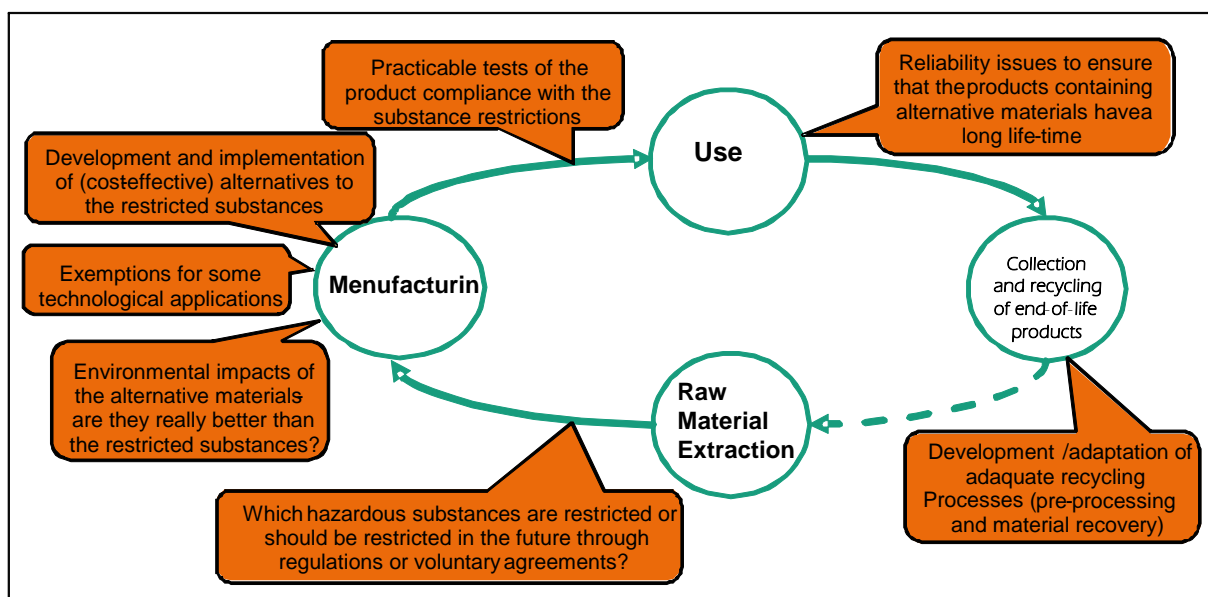 Practicable tests of the
product compliance with the
substance restrictions
Reliability issues to ensure
that theproducts containing
alternative materials havea
long life-time
Use
Development and implementation
of (costeffective) alternatives to
the restricted substances
Exemptions for some
technological applications
Menufacturin
Collection
and recycling
of end-of-life
products
Environmental impacts of
the alternative materials-
are they really better than
the restricted substances?
Raw
Material
Extraction
Development /adaptation of
adaquate recycling
Processes (pre-processing
and material recovery)
Which hazardous substances are restricted or
should be restricted in the future through
regulations or voluntary agreements?